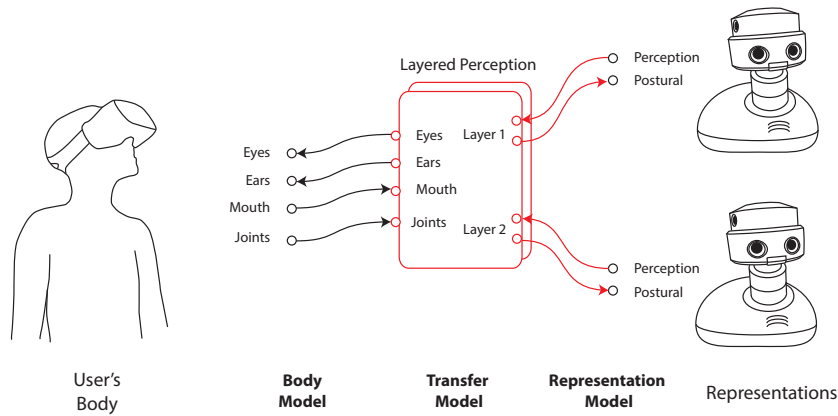 Layered Perception
Eyes
Ears
Mouth
Joints
Eyes
Ears
Mouth
Joints
Layer 1
Layer 2
Perception
Postural
Perception
Postural
User's
Body
Body
Model
Transfer
Model
Representation
Model
Representations